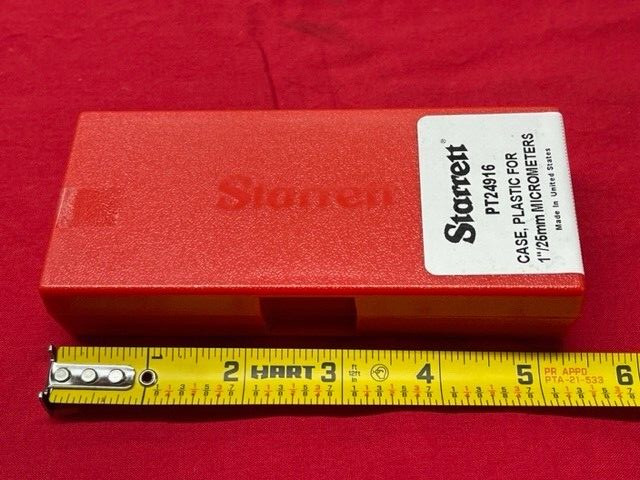 Starrett
Starrett®
PT24916
CASE, PLASTIC FOR
1"/25mm MICROMETERS
Made In United States
1 2 HART 3 4 5 PR APPD 6
PTA-21-533